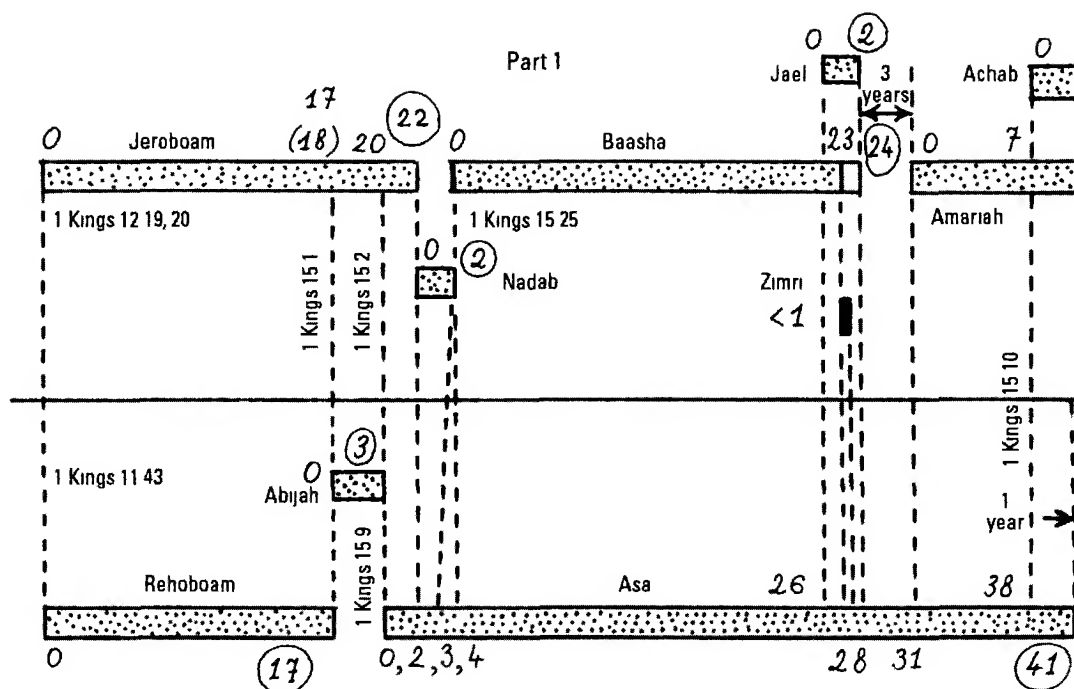 Part 1
0 (2)
Jael 3 years
0
Achab
17
(18) 20 (22)
0 Jeroboam
0 Baasha 23 (24)
0 7
Amariah
1 Kings 12 19, 20
1 Kings 15 1
1 Kings 15 2
1 Kings 15 25
0 (2)
Nadab
Zimri
<1
1 Kings 15 10
1 Kings 11 43
(3)
0
Abijah
1 Kings 15 9
1
year
Rehoboam
Asa 26 38
0 (17) 0, 2, 3, 4 28 31 (41)